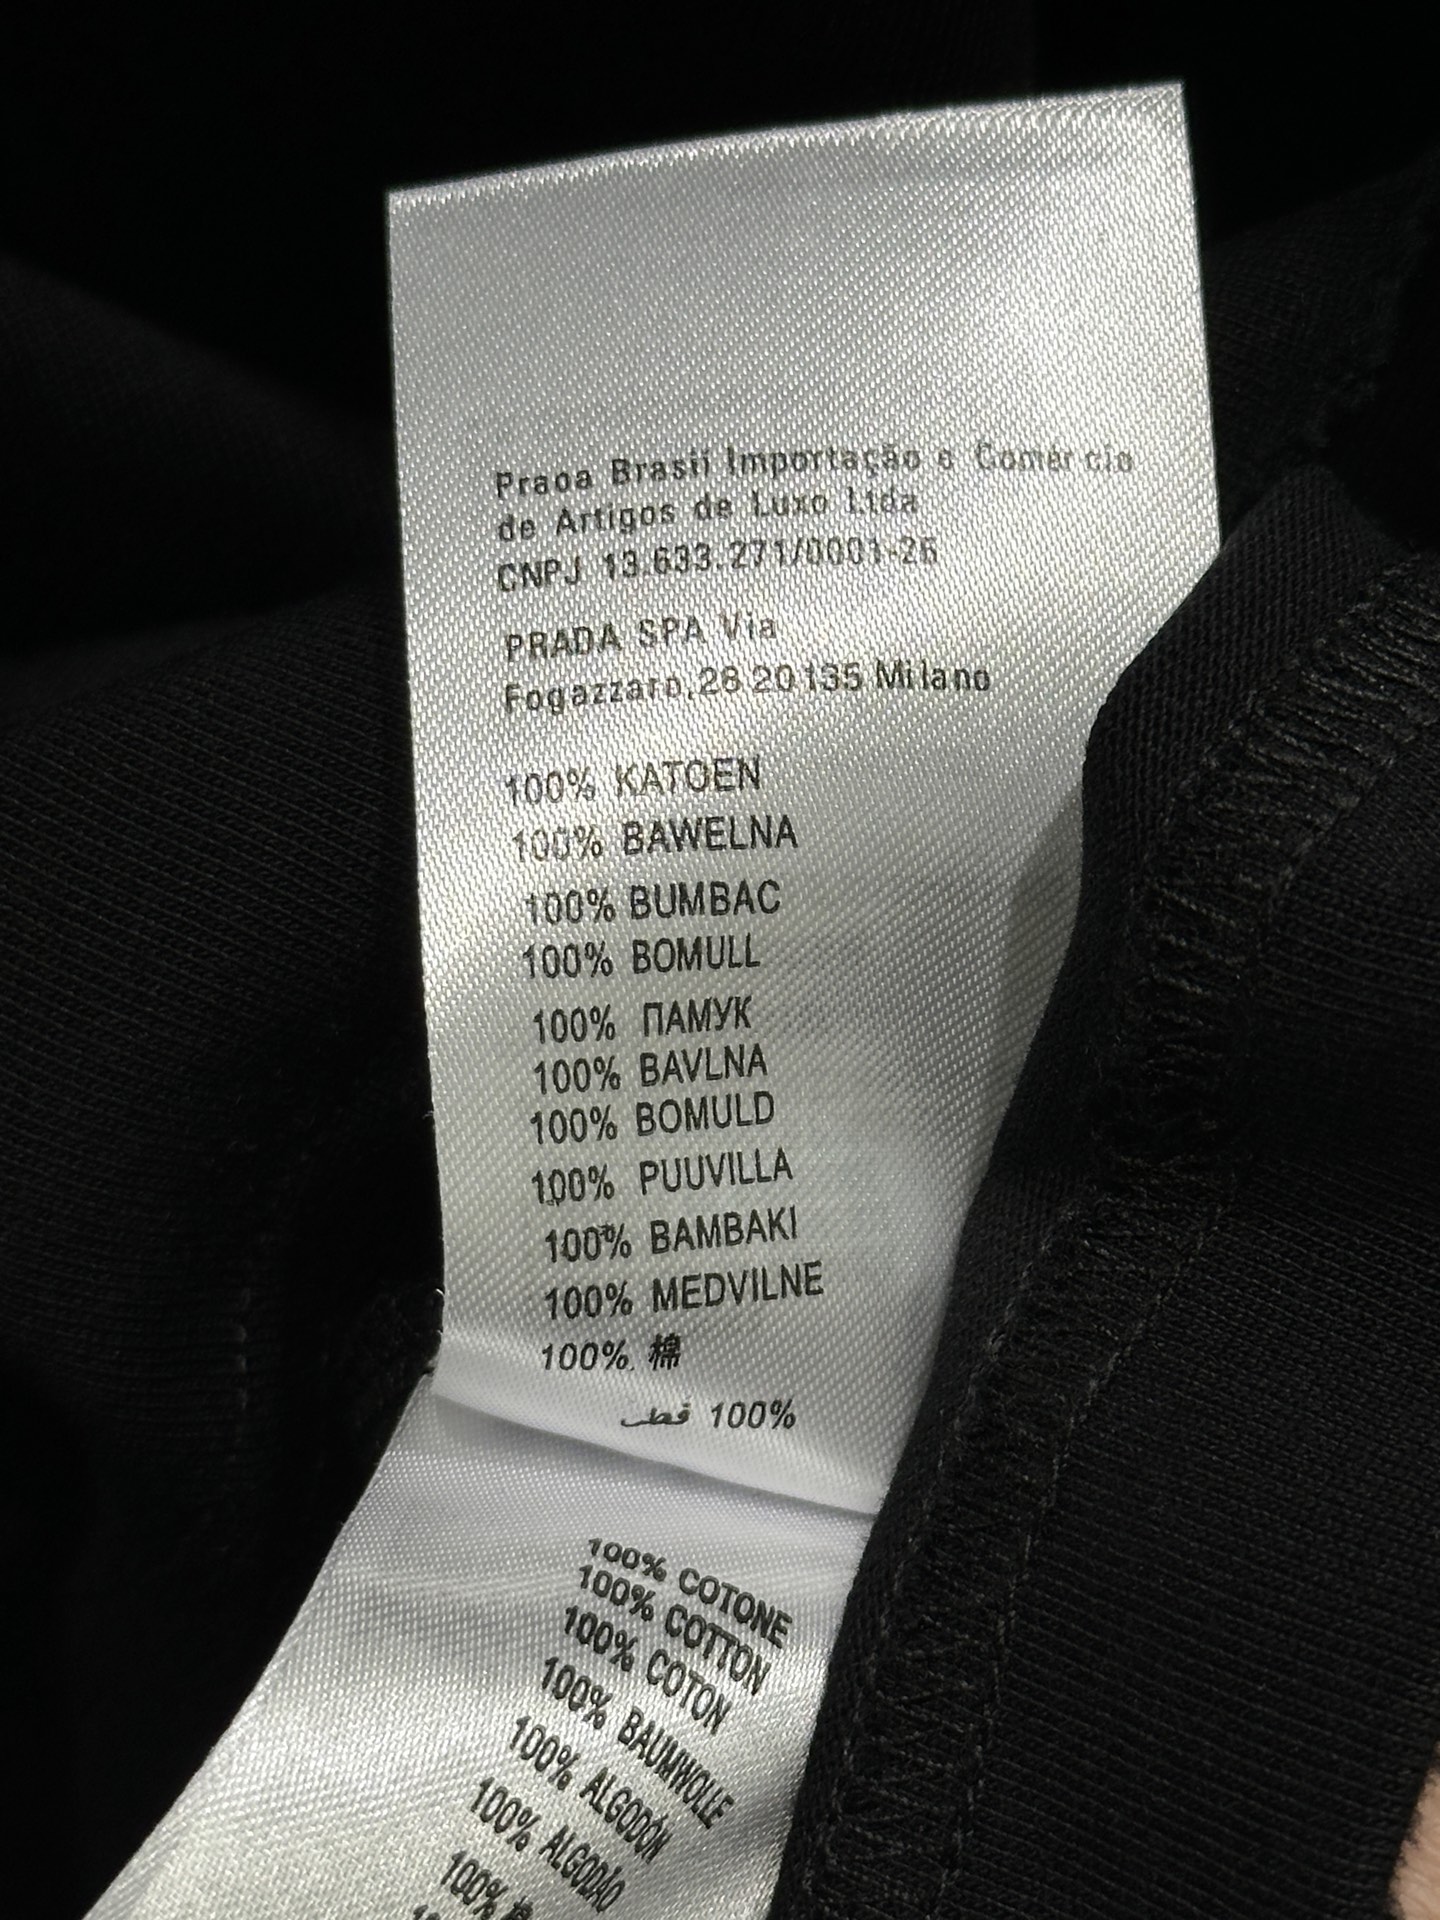 Praoa Brasii Importação e Comércio
de Artigos de Luxo Ltda
CNPJ 13.633.271/0001-26
PRADA SPA Via
Fogazzaro,28 20135 Milano
100% KATOEN
100% BAWELNA
100% BUMBAC
100% BOMULL
100% ПАМУК
100% BAVLNA
100% BOMULD
100% PUUVILLA
100% BAMBAKI
100% MEDVILNE
100% 棉
100% قطن
100% COTONE
100% COTTON
100% COTON
100% BAUMWOLLE
100% ALGODÓN
100% ALGODÃO
100%